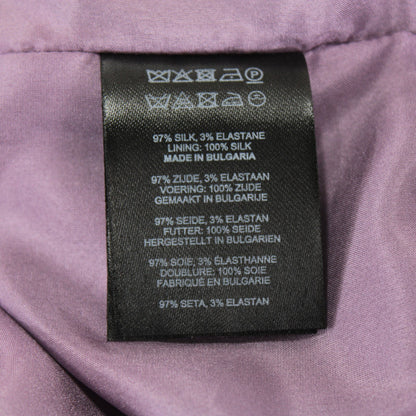 97% SILK, 3% ELASTANE
LINING: 100% SILK
MADE IN BULGARIA
97% ZIJDE, 3% ELASTAAN
VOERING: 100% ZIJDE
GEMAAKT IN BULGARIJE
97% SEIDE, 3% ELASTAN
FUTTER: 100% SEIDE
HERGESTELLT IN BULGARIEN
97% SOIE, 3% ÉLASTHANNE
DOUBLURE: 100% SOIE
FABRIQUÉ EN BULGARIE
97% SETA, 3% ELASTAN